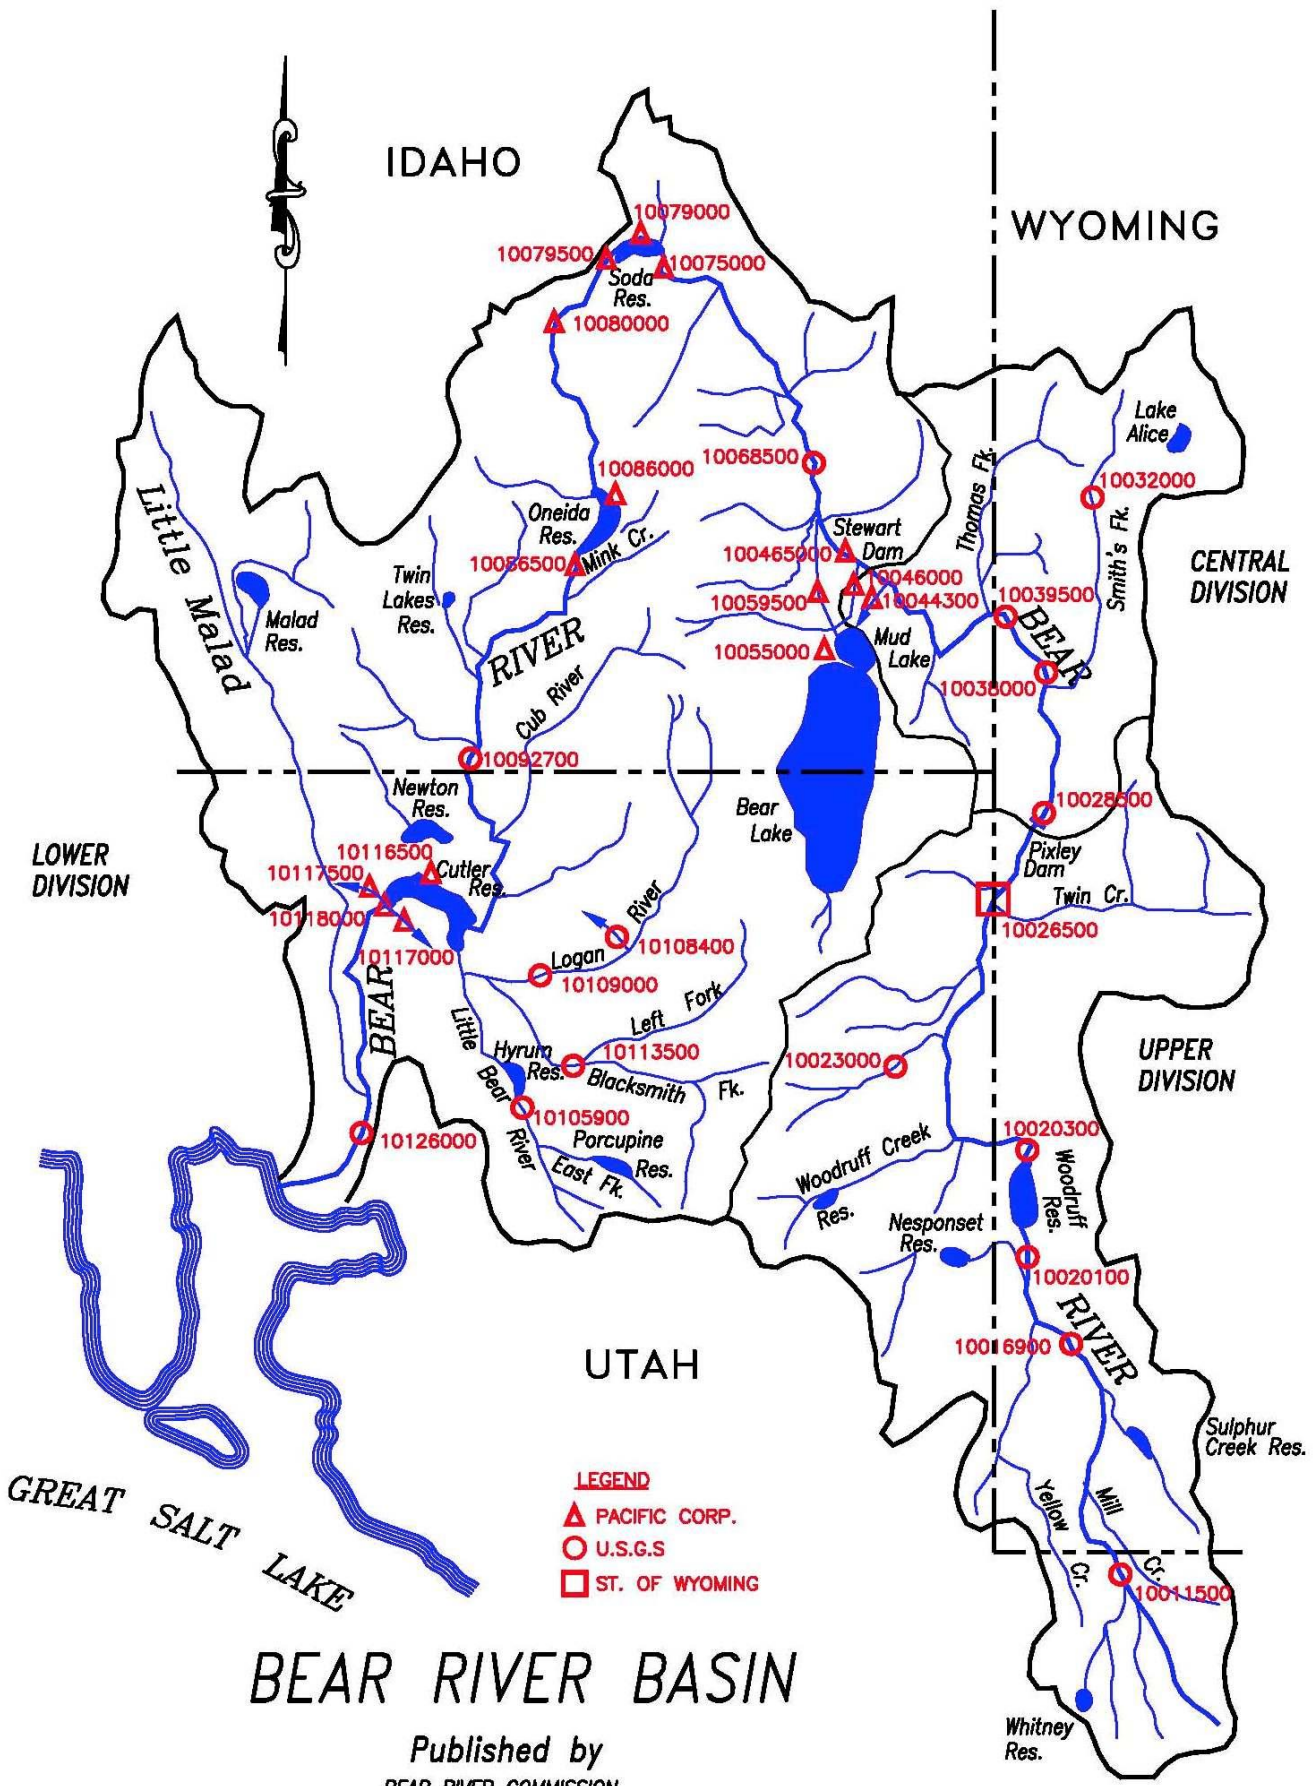 IDAHO
WYOMING
10079000
10079500
10075000
Soda
Res.
10080000
Lake
Alice
10068500
Thomas Fk.
10032000
Smith's Fk.
10086000
Oneida
Res.
Mink Cr.
10086500
Stewart
Dam
100465000
10046000
10044300
10059500
10039500
CENTRAL
DIVISION
Little Malad
Malad
Res.
Twin
Lakes
Res.
RIVER
Cub River
10055000
Mud
Lake
BEAR
10038000
10092700
Newton
Res.
Bear
Lake
10028500
Pixley
Dam
LOWER
DIVISION
10116500
10117500
Cutler
Res.
10118000
10117000
Twin Cr.
10026500
Logan River
10108400
10109000
BEAR
Left Fork
Little Bear River
Hyrum
Res.
10113500
Blacksmith Fk.
10023000
UPPER
DIVISION
10105900
10126000
Porcupine
Res.
East Fk.
10020300
Woodruff Creek
Res.
Woodruff
Res.
Nesponset
Res.
10020100
RIVER
10016900
UTAH
Sulphur
Creek Res.
GREAT SALT LAKE
LEGEND
PACIFIC CORP.
U.S.G.S
ST. OF WYOMING
Yellow Cr.
Mill Cr.
10011500
Whitney
Res.
BEAR RIVER BASIN
Published by
BEAR RIVER COMMISSION